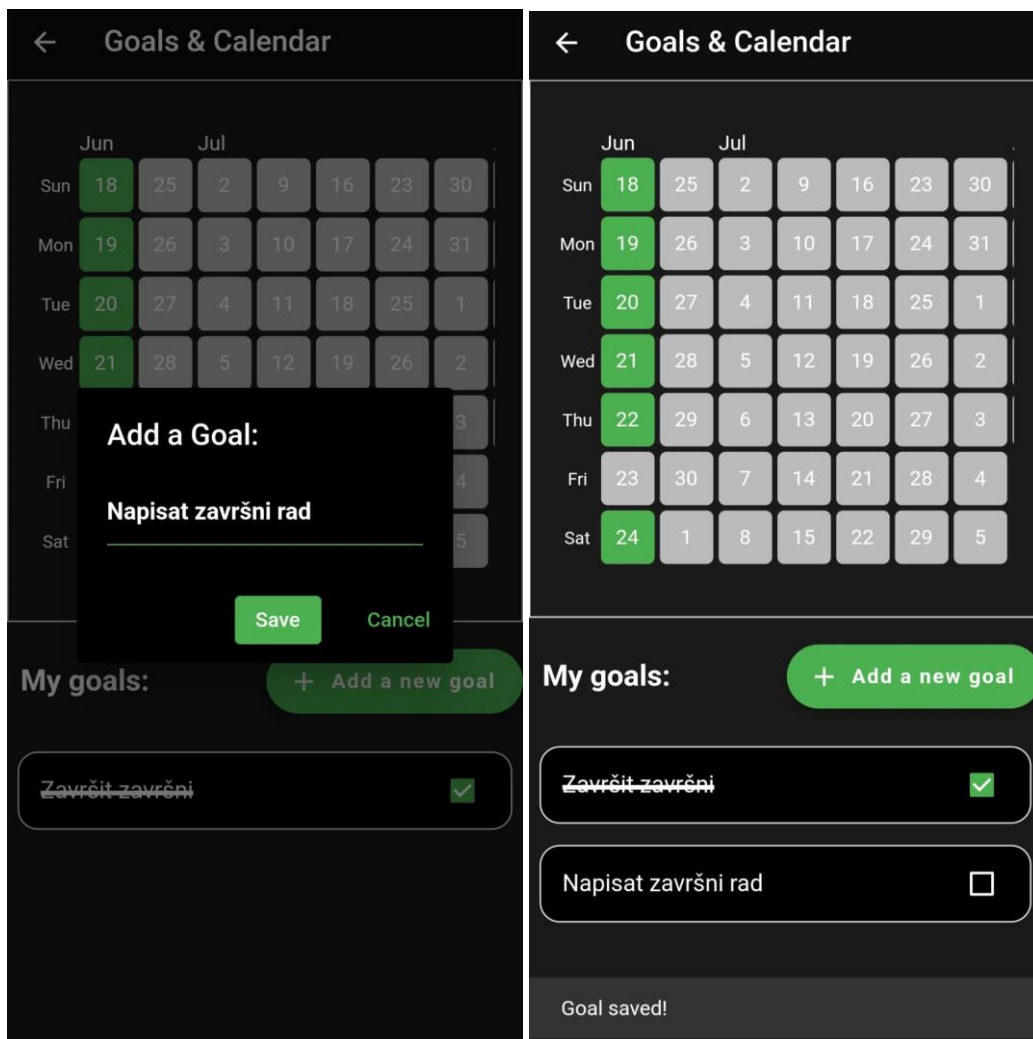 Goals & Calendar
Jun Jul
Sun 18 25 2 9 16 23 30
Mon 19 26 3 10 17 24 31
Tue 20 27 4 11 18 25 1
Wed 21 28 5 12 19 26 2
Thu 3
Fri 4
Sat 5
Add a Goal:
Napisat završni rad
Save Cancel
My goals:
+ Add a new goal
Završit završni
Goals & Calendar
Jun Jul
Sun 18 25 2 9 16 23 30
Mon 19 26 3 10 17 24 31
Tue 20 27 4 11 18 25 1
Wed 21 28 5 12 19 26 2
Thu 22 29 6 13 20 27 3
Fri 23 30 7 14 21 28 4
Sat 24 1 8 15 22 29 5
My goals:
+ Add a new goal
Završit završni
Napisat završni rad
Goal saved!